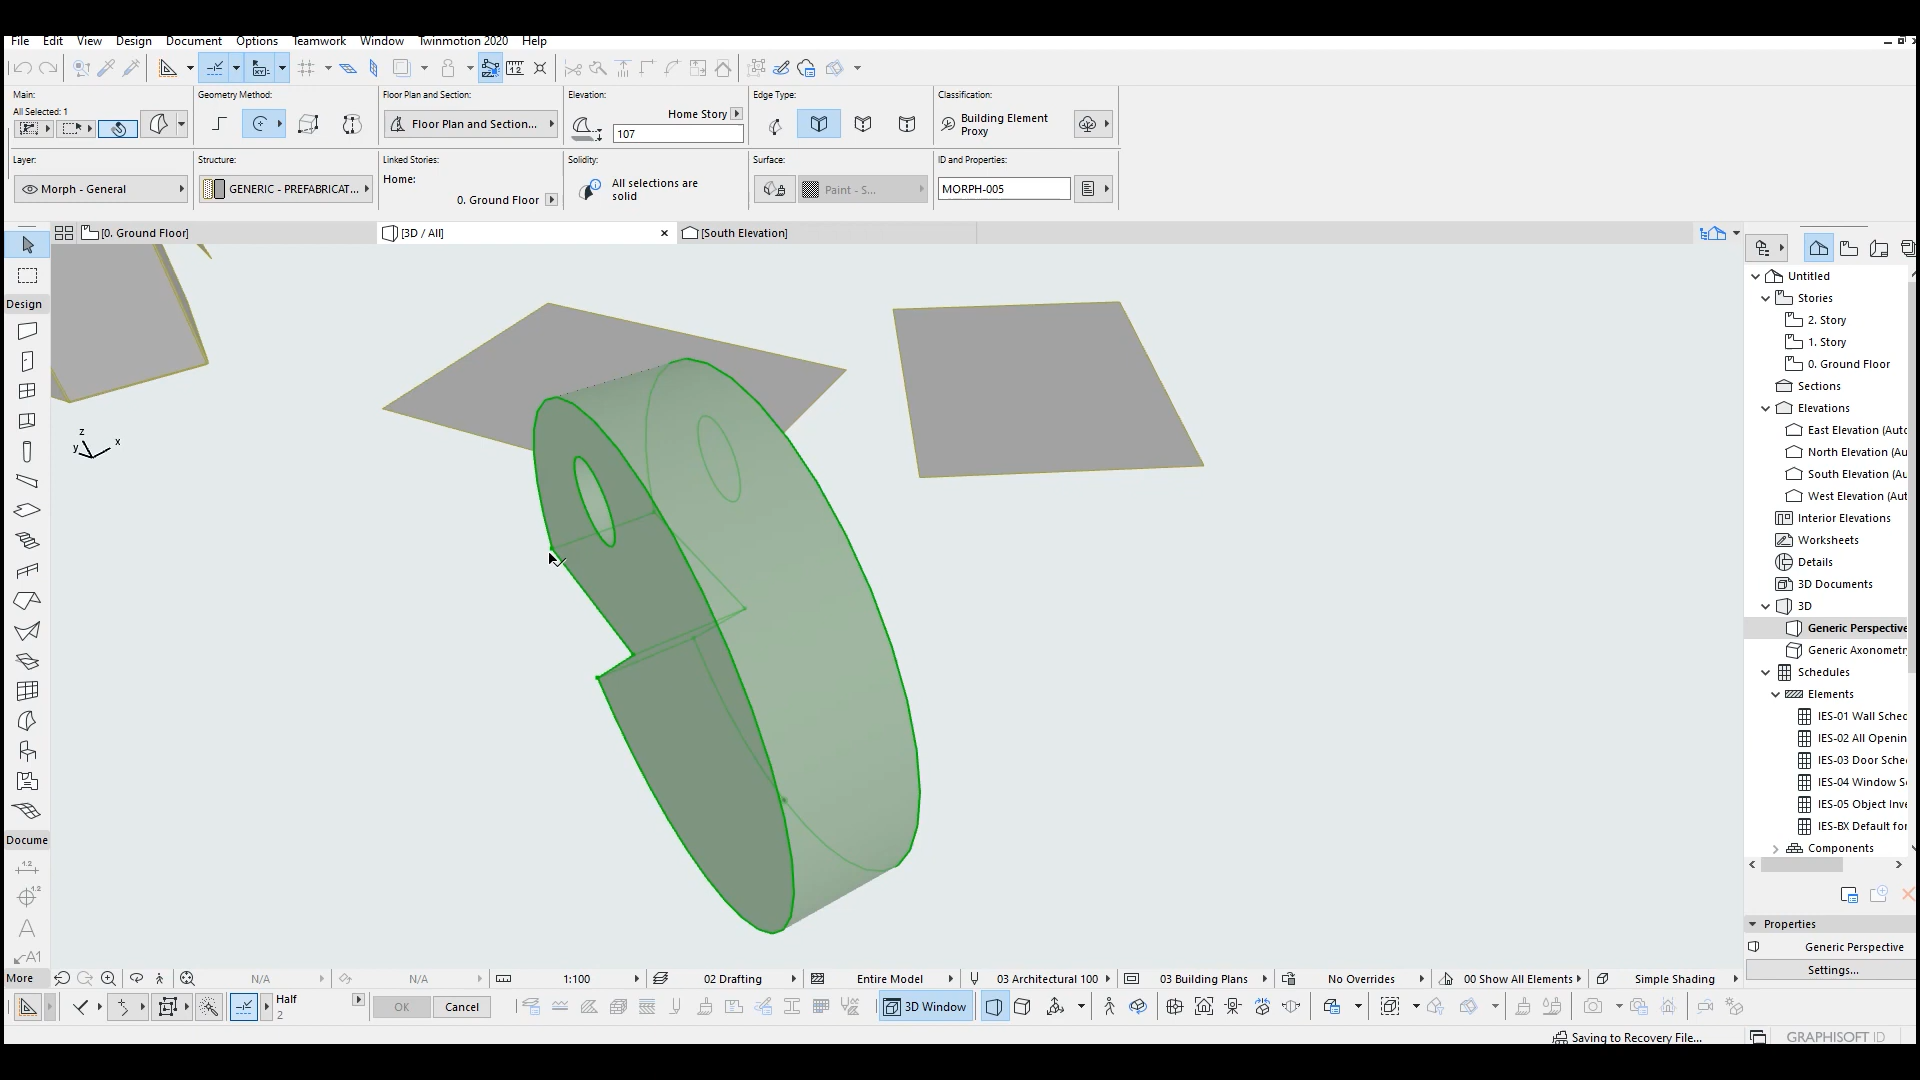 File Edit View Design Document Options Teamwork Window Twinmotion 2020 Help
Main:
All Selected: 1
Geometry Method:
Floor Plan and Section:
Floor Plan and Section...
Elevation:
Home Story
107
Edge Type:
Classification:
Building Element
Proxy
Layer:
Morph - General
Structure:
GENERIC - PREFABRICAT...
Linked Stories:
Home:
0. Ground Floor
Solidity:
All selections are
solid
Surface:
Paint - S...
ID and Properties:
MORPH-005
[0. Ground Floor]
[3D / All]
[South Elevation]
Design
Docume
More
z
y
x
Untitled
Stories
2. Story
1. Story
0. Ground Floor
Sections
Elevations
East Elevation (Auto
North Elevation (Au
South Elevation (Au
West Elevation (Aut
Interior Elevations
Worksheets
Details
3D Documents
3D
Generic Perspective
Generic Axonometr
Schedules
Elements
IES-01 Wall Sched
IES-02 All Openin
IES-03 Door Sche
IES-04 Window S
IES-05 Object Inve
IES-BX Default for
Components
Properties
Generic Perspective
Settings...
N/A
N/A
1:100
02 Drafting
Entire Model
03 Architectural 100
03 Building Plans
No Overrides
00 Show All Elements
Simple Shading
Half
2
OK
Cancel
3D Window
Saving to Recovery File...
GRAPHISOFT ID